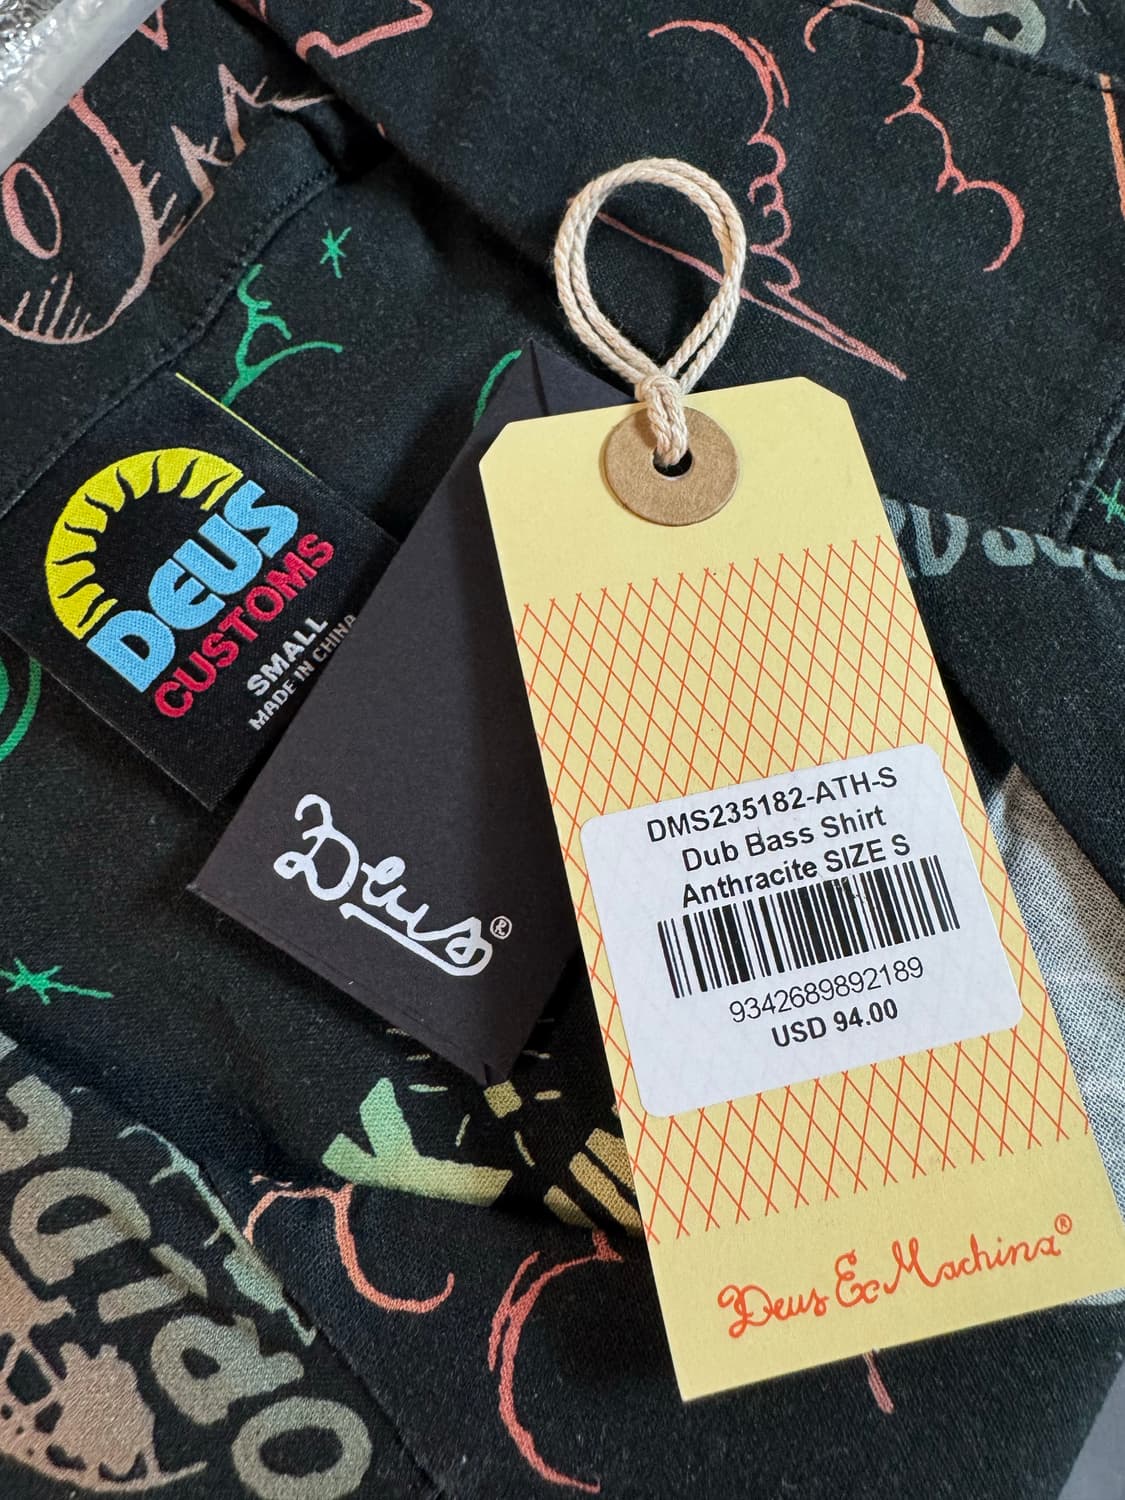 DEUS
CUSTOMS
SMALL
MADE IN CHINA
Deus®
DMS235182-ATH-S
Dub Bass Shirt
Anthracite SIZE S
9342689892189
USD 94.00
Deus Ex Machina®